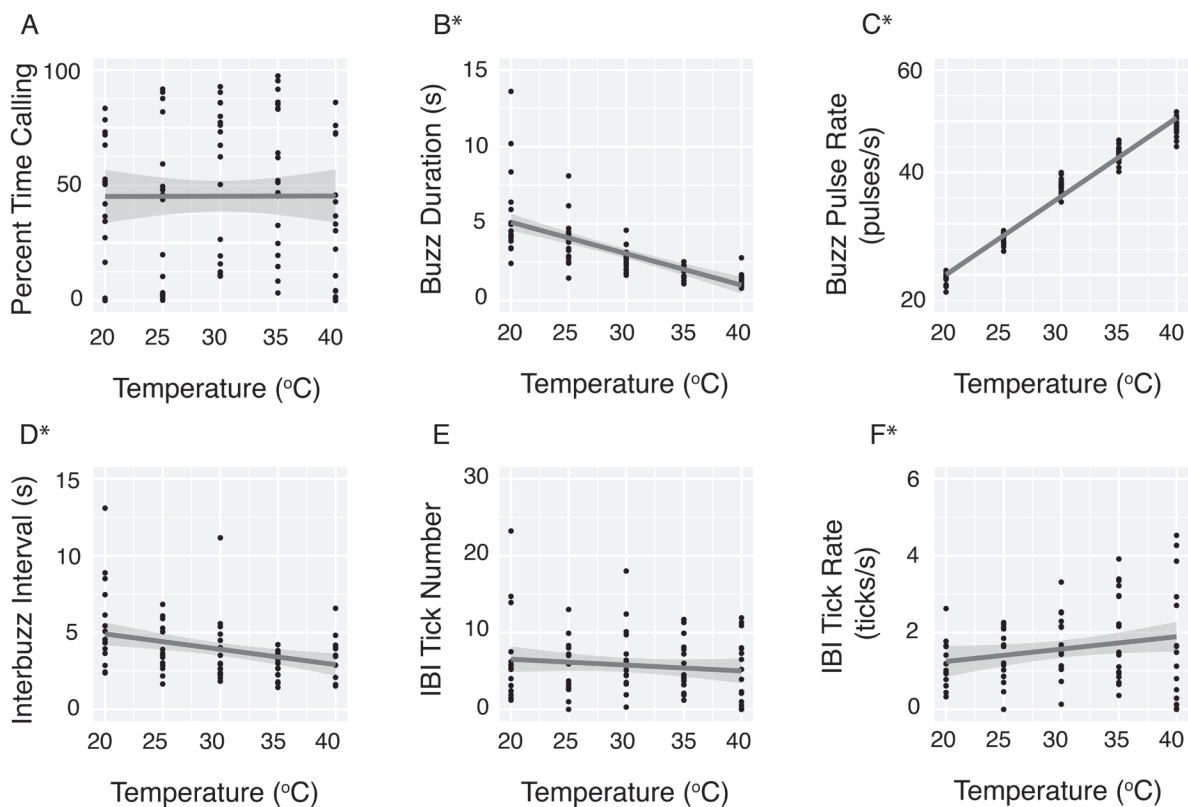 A
Percent Time Calling
100
50
0
20 25 30 35 40
Temperature (°C)
B*
Buzz Duration (s)
15
10
5
0
20 25 30 35 40
Temperature (°C)
C*
Buzz Pulse Rate
(pulses/s)
60
40
20
20 25 30 35 40
Temperature (°C)
D*
Interbuzz Interval (s)
15
10
5
0
20 25 30 35 40
Temperature (°C)
E
IBI Tick Number
30
20
10
0
20 25 30 35 40
Temperature (°C)
F*
IBI Tick Rate
(ticks/s)
6
4
2
0
20 25 30 35 40
Temperature (°C)